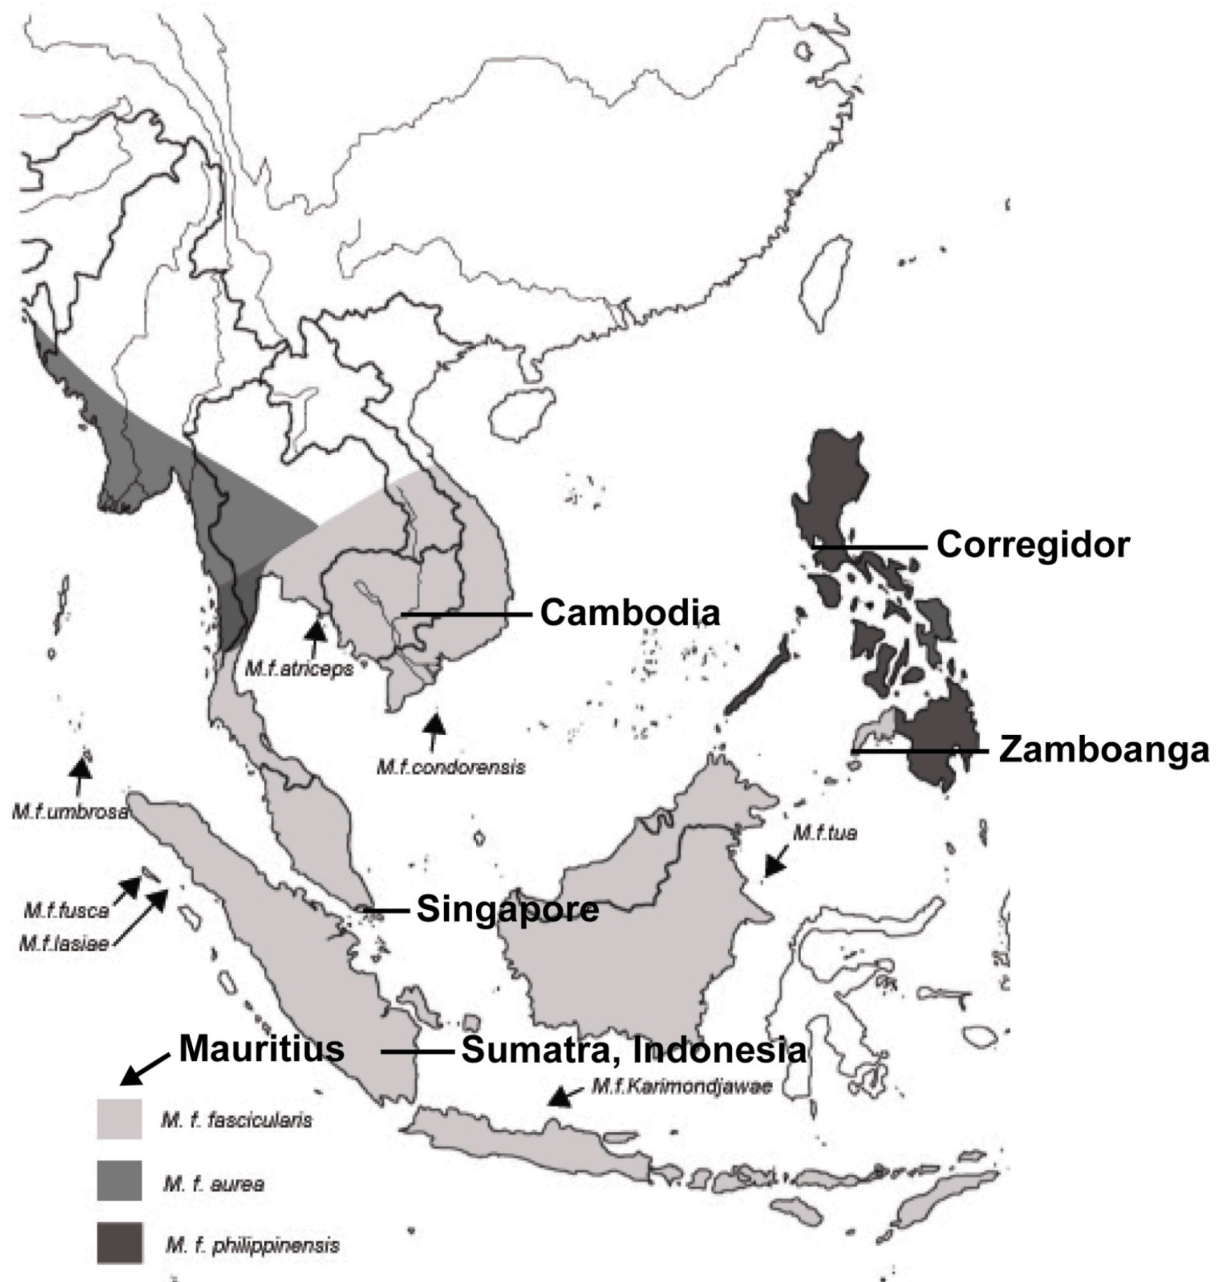 Corregidor
Cambodia
M.f.atriceps
Zamboanga
M.f.condorensis
M.f.umbrosa
M.f.tua
M.f.fusca
Singapore
M.f.lasiae
Mauritius
Sumatra, Indonesia
M.f.Karimondjawae
M. f. fascicularis
M. f. aurea
M. f. philippinensis